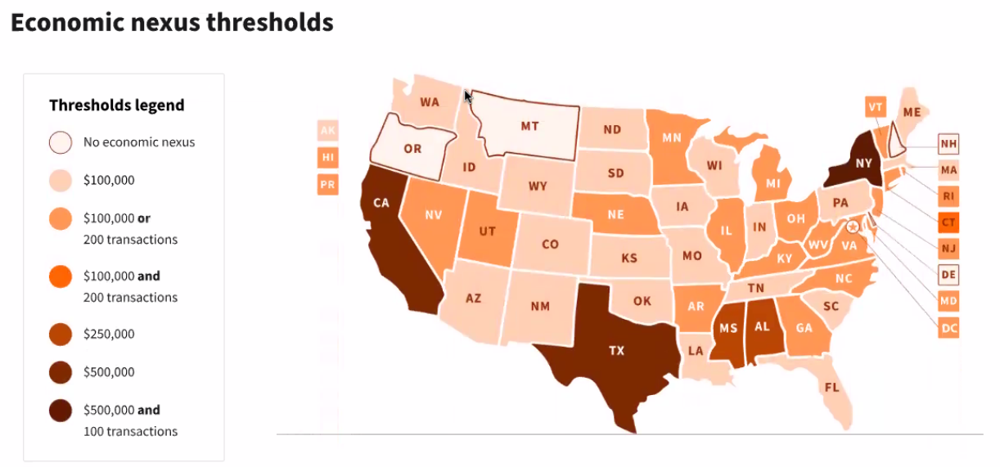 Economic nexus thresholds
Thresholds legend
No economic nexus
$100,000
$100,000 or
200 transactions
$100,000 and
200 transactions
$250,000
$500,000
$500,000 and
100 transactions
AK
HI
PR
WA
OR
CA
NV
ID
MT
WY
UT
AZ
CO
NM
ND
SD
NE
KS
OK
TX
MN
IA
MO
AR
LA
WI
IL
MS
MI
IN
KY
TN
AL
OH
WV
GA
FL
SC
NC
VA
PA
NY
VT
ME
NH
MA
RI
CT
NJ
DE
MD
DC